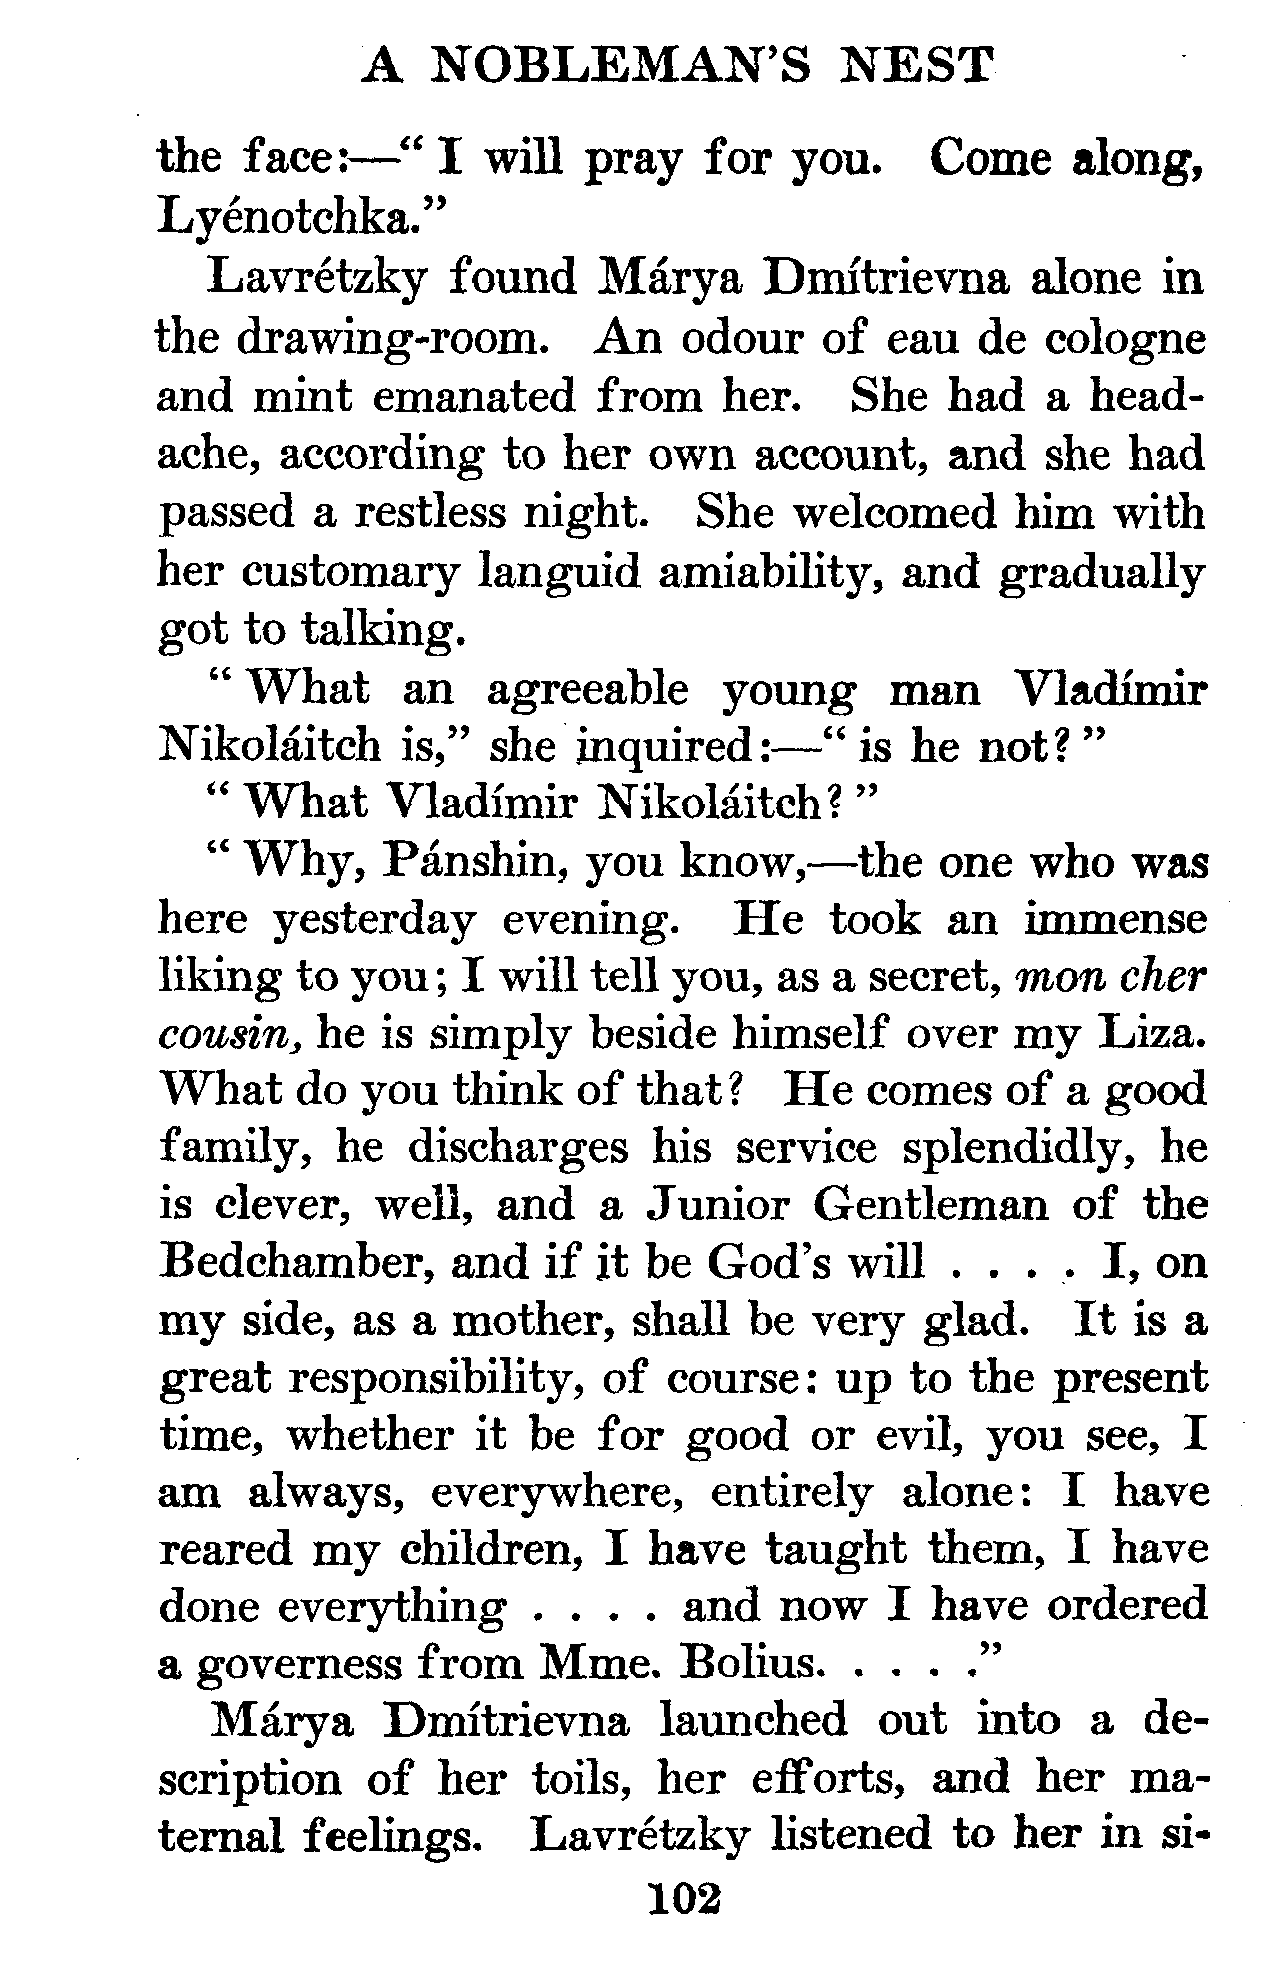 A NOBLEMAN'S NEST
the face:—“ I will pray for you. Come along,
Lyénotchka.”
Lavrétzky found Márya Dmítrievna alone in
the drawing-room. An odour of eau de cologne
and mint emanated from her. She had a head-
ache, according to her own account, and she had
passed a restless night. She welcomed him with
her customary languid amiability, and gradually
got to talking.
“ What an agreeable young man Vladímir
Nikoláitch is,” she inquired:—“ is he not? ”
“ What Vladímir Nikoláitch? ”
“ Why, Pánshin, you know,—the one who was
here yesterday evening. He took an immense
liking to you; I will tell you, as a secret, mon cher
cousin, he is simply beside himself over my Liza.
What do you think of that? He comes of a good
family, he discharges his service splendidly, he
is clever, well, and a Junior Gentleman of the
Bedchamber, and if it be God's will . . . . I, on
my side, as a mother, shall be very glad. It is a
great responsibility, of course: up to the present
time, whether it be for good or evil, you see, I
am always, everywhere, entirely alone: I have
reared my children, I have taught them, I have
done everything . . . . and now I have ordered
a governess from Mme. Bolius. . . . .”
Márya Dmítrievna launched out into a de-
scription of her toils, her efforts, and her ma-
ternal feelings. Lavrétzky listened to her in si-
102